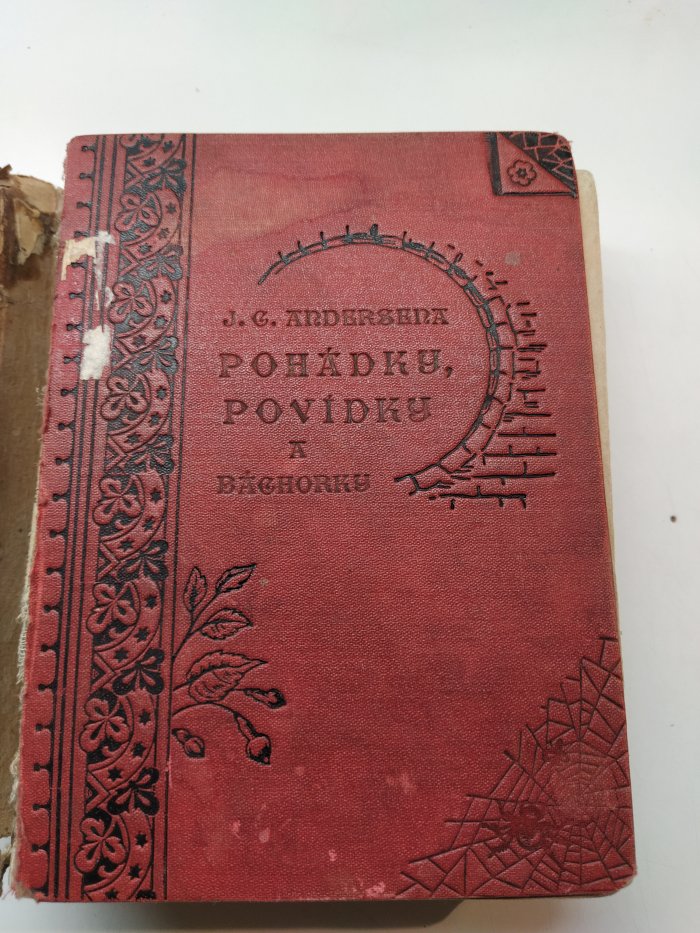 J. C. ANDERSENA
POHÁDKY,
POVÍDKY
A
BÁCHORKY